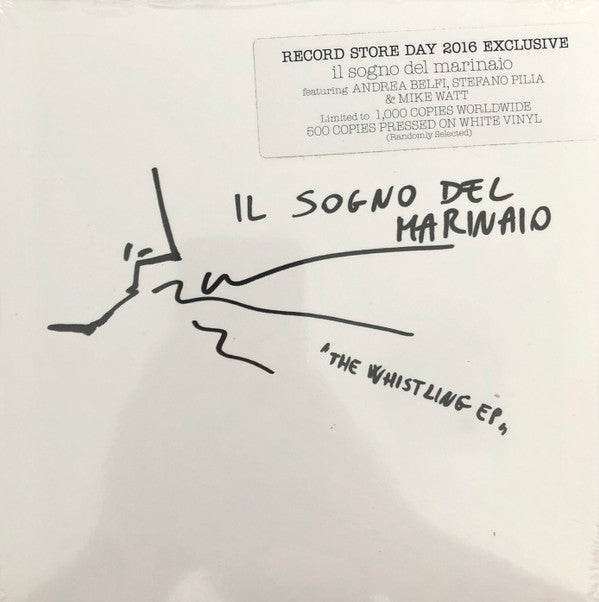 RECORD STORE DAY 2016 EXCLUSIVE
il sogno del marinaio
featuring ANDREA BELFI, STEFANO PILIA
& MIKE WATT
Limited to 1,000 COPIES WORLDWIDE
500 COPIES PRESSED ON WHITE VINYL
(Randomly Selected)
IL SOGNO DEL
MARINAIO
"THE WHISTLING EP"